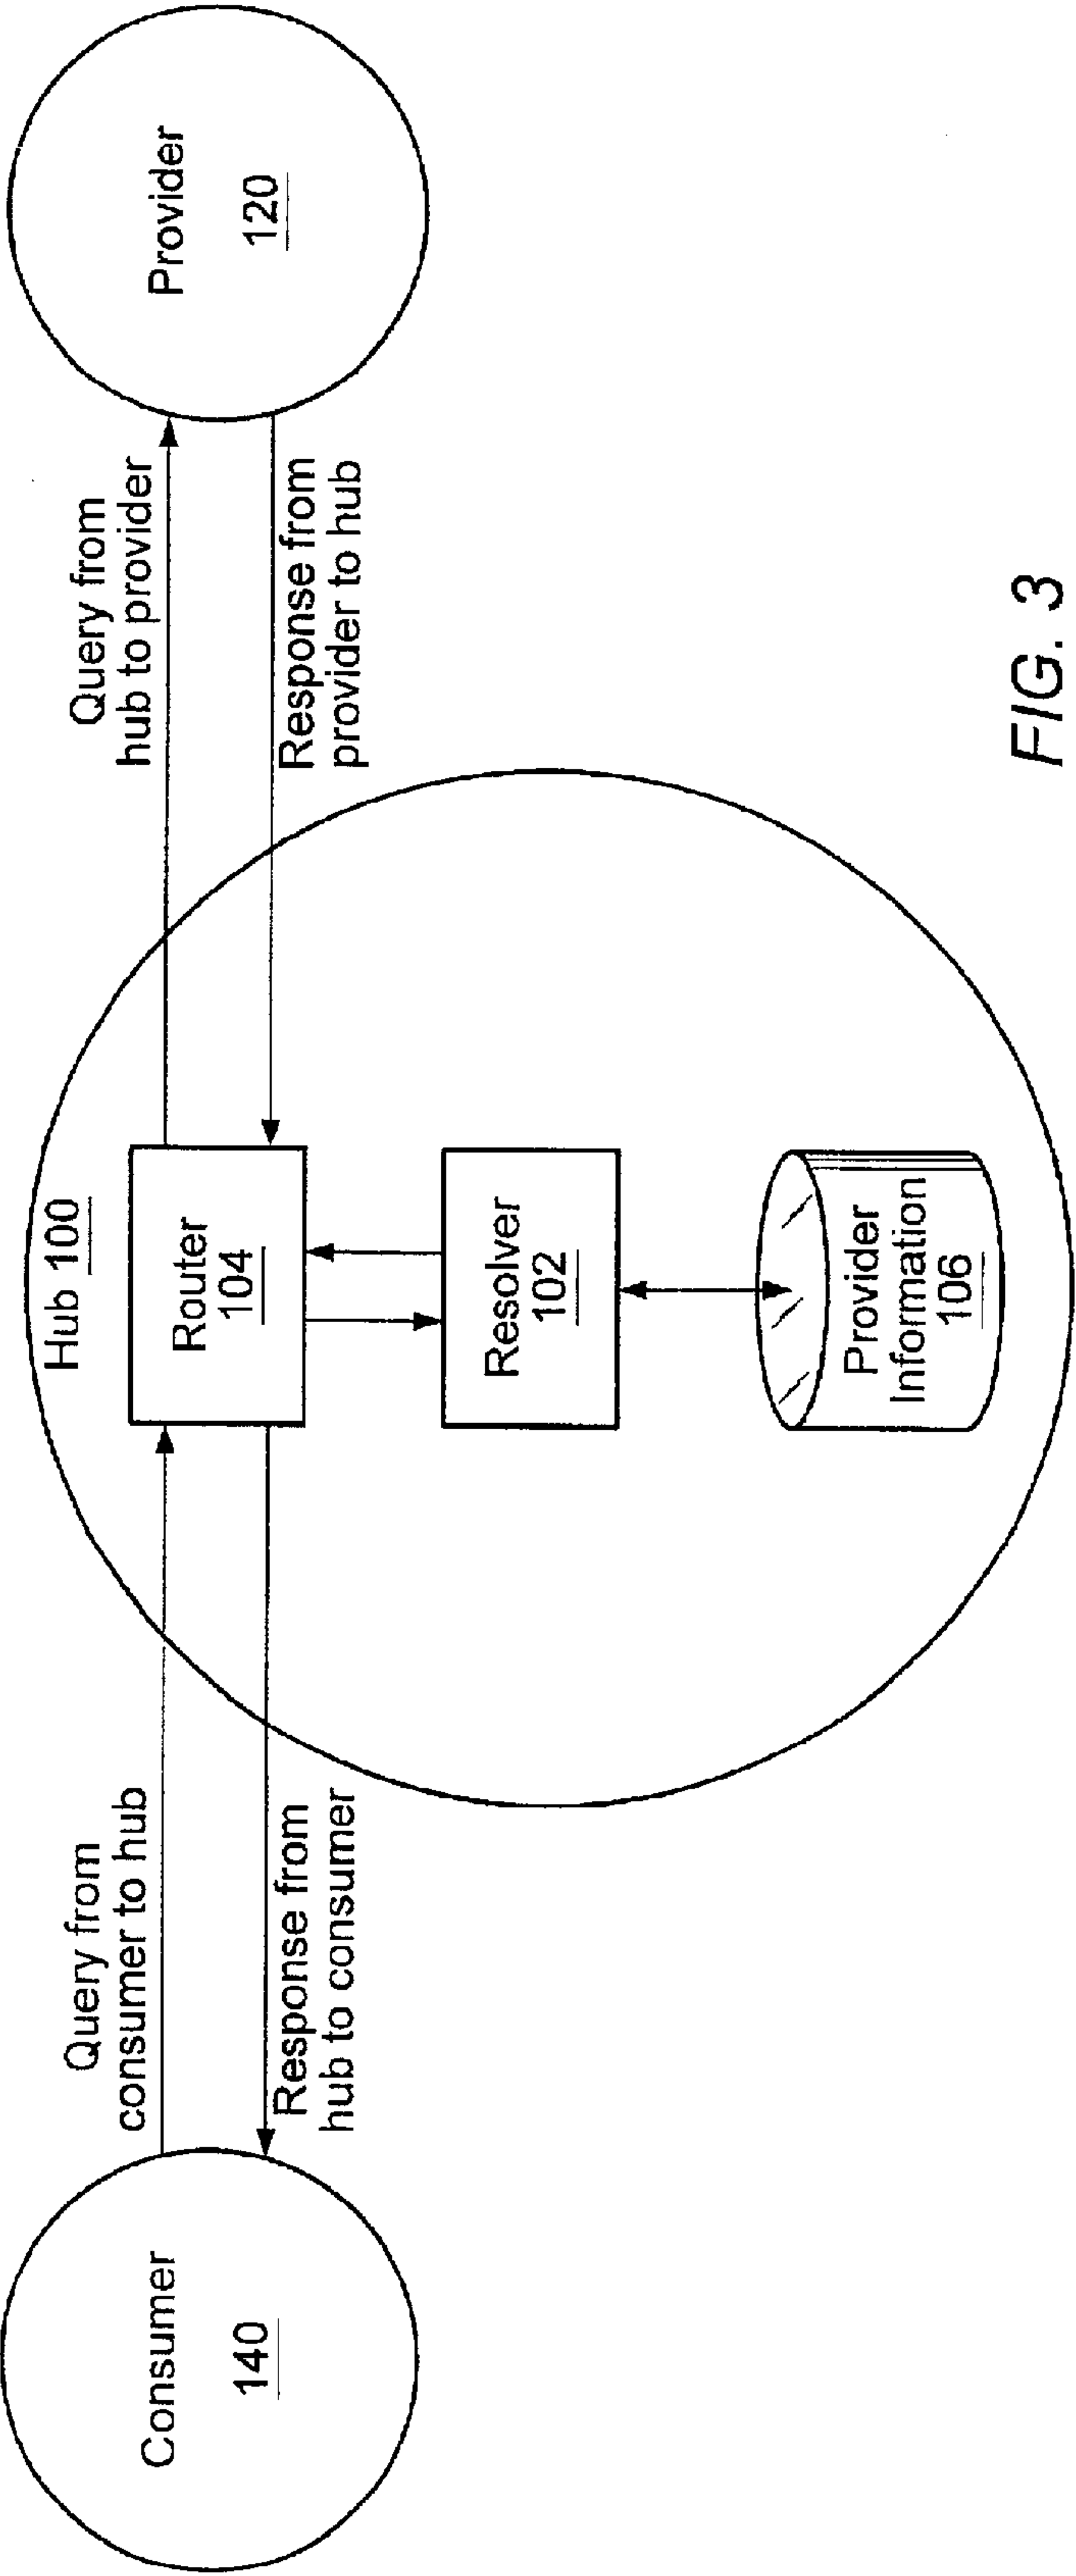 Consumer
140
Query from
consumer to hub
Response from
hub to consumer
Hub 100
Router
104
Resolver
102
Provider
Information
106
Query from
hub to provider
Response from
provider to hub
Provider
120
FIG. 3